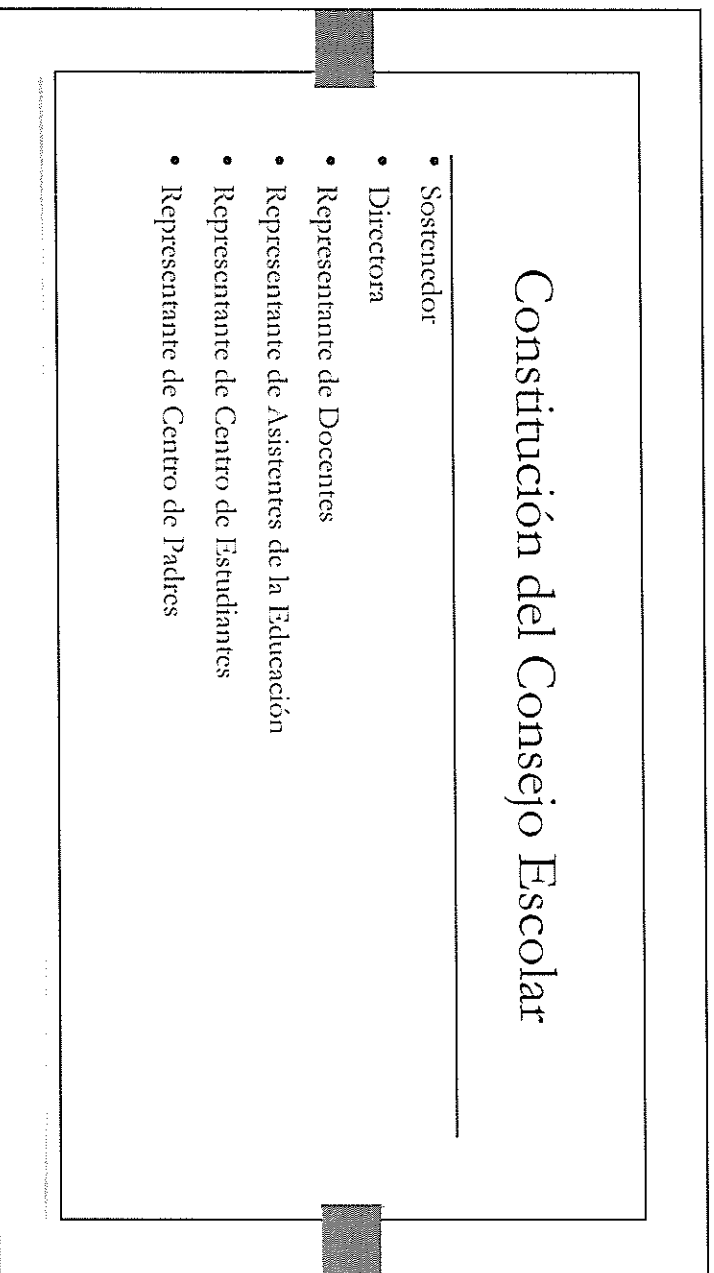 Constitución del Consejo Escolar
• Sostenedor
• Directora
• Representante de Docentes
• Representante de Asistentes de la Educación
• Representante de Centro de Estudiantes
• Representante de Centro de Padres